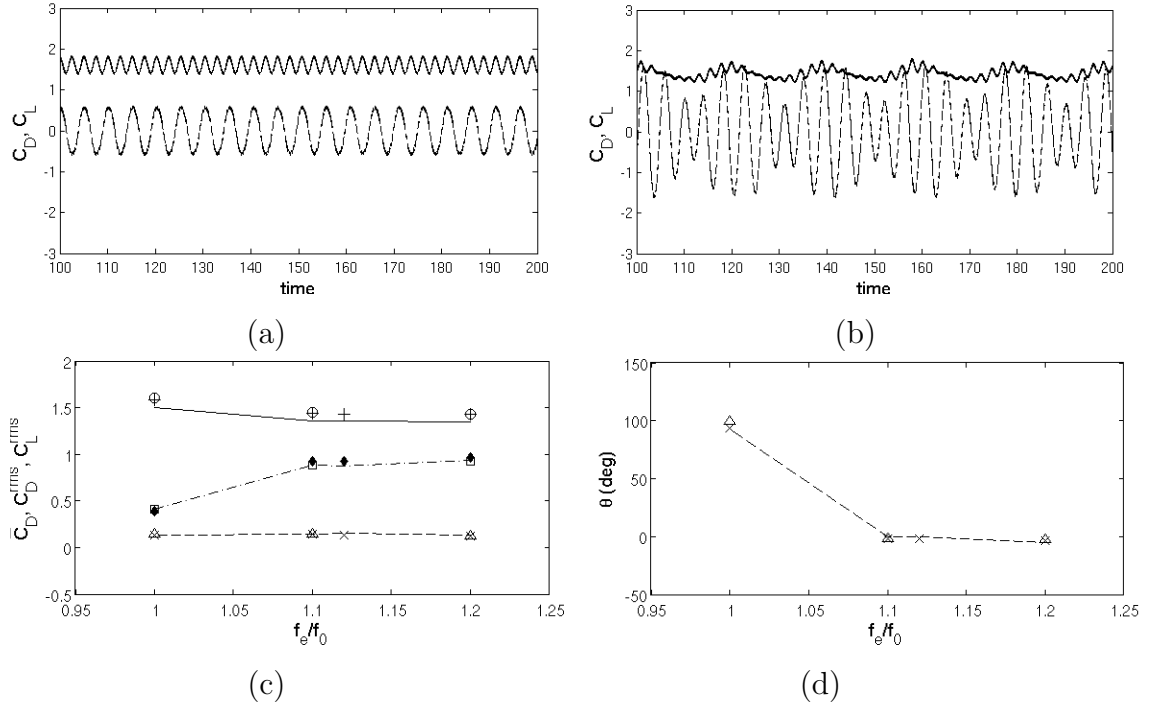 3
2
1
0
-1
-2
-3
C_D, C_L
100 110 120 130 140 150 160 170 180 190 200
time
(a)
3
2
1
0
-1
-2
-3
C_D, C_L
100 110 120 130 140 150 160 170 180 190 200
time
(b)
2
1.5
1
0.5
0
-0.5
C̅_D, C_D^rms, C_L^rms
0.95 1 1.05 1.1 1.15 1.2 1.25
f_e/f_0
(c)
150
100
50
0
-50
θ (deg)
0.95 1 1.05 1.1 1.15 1.2 1.25
f_e/f_0
(d)